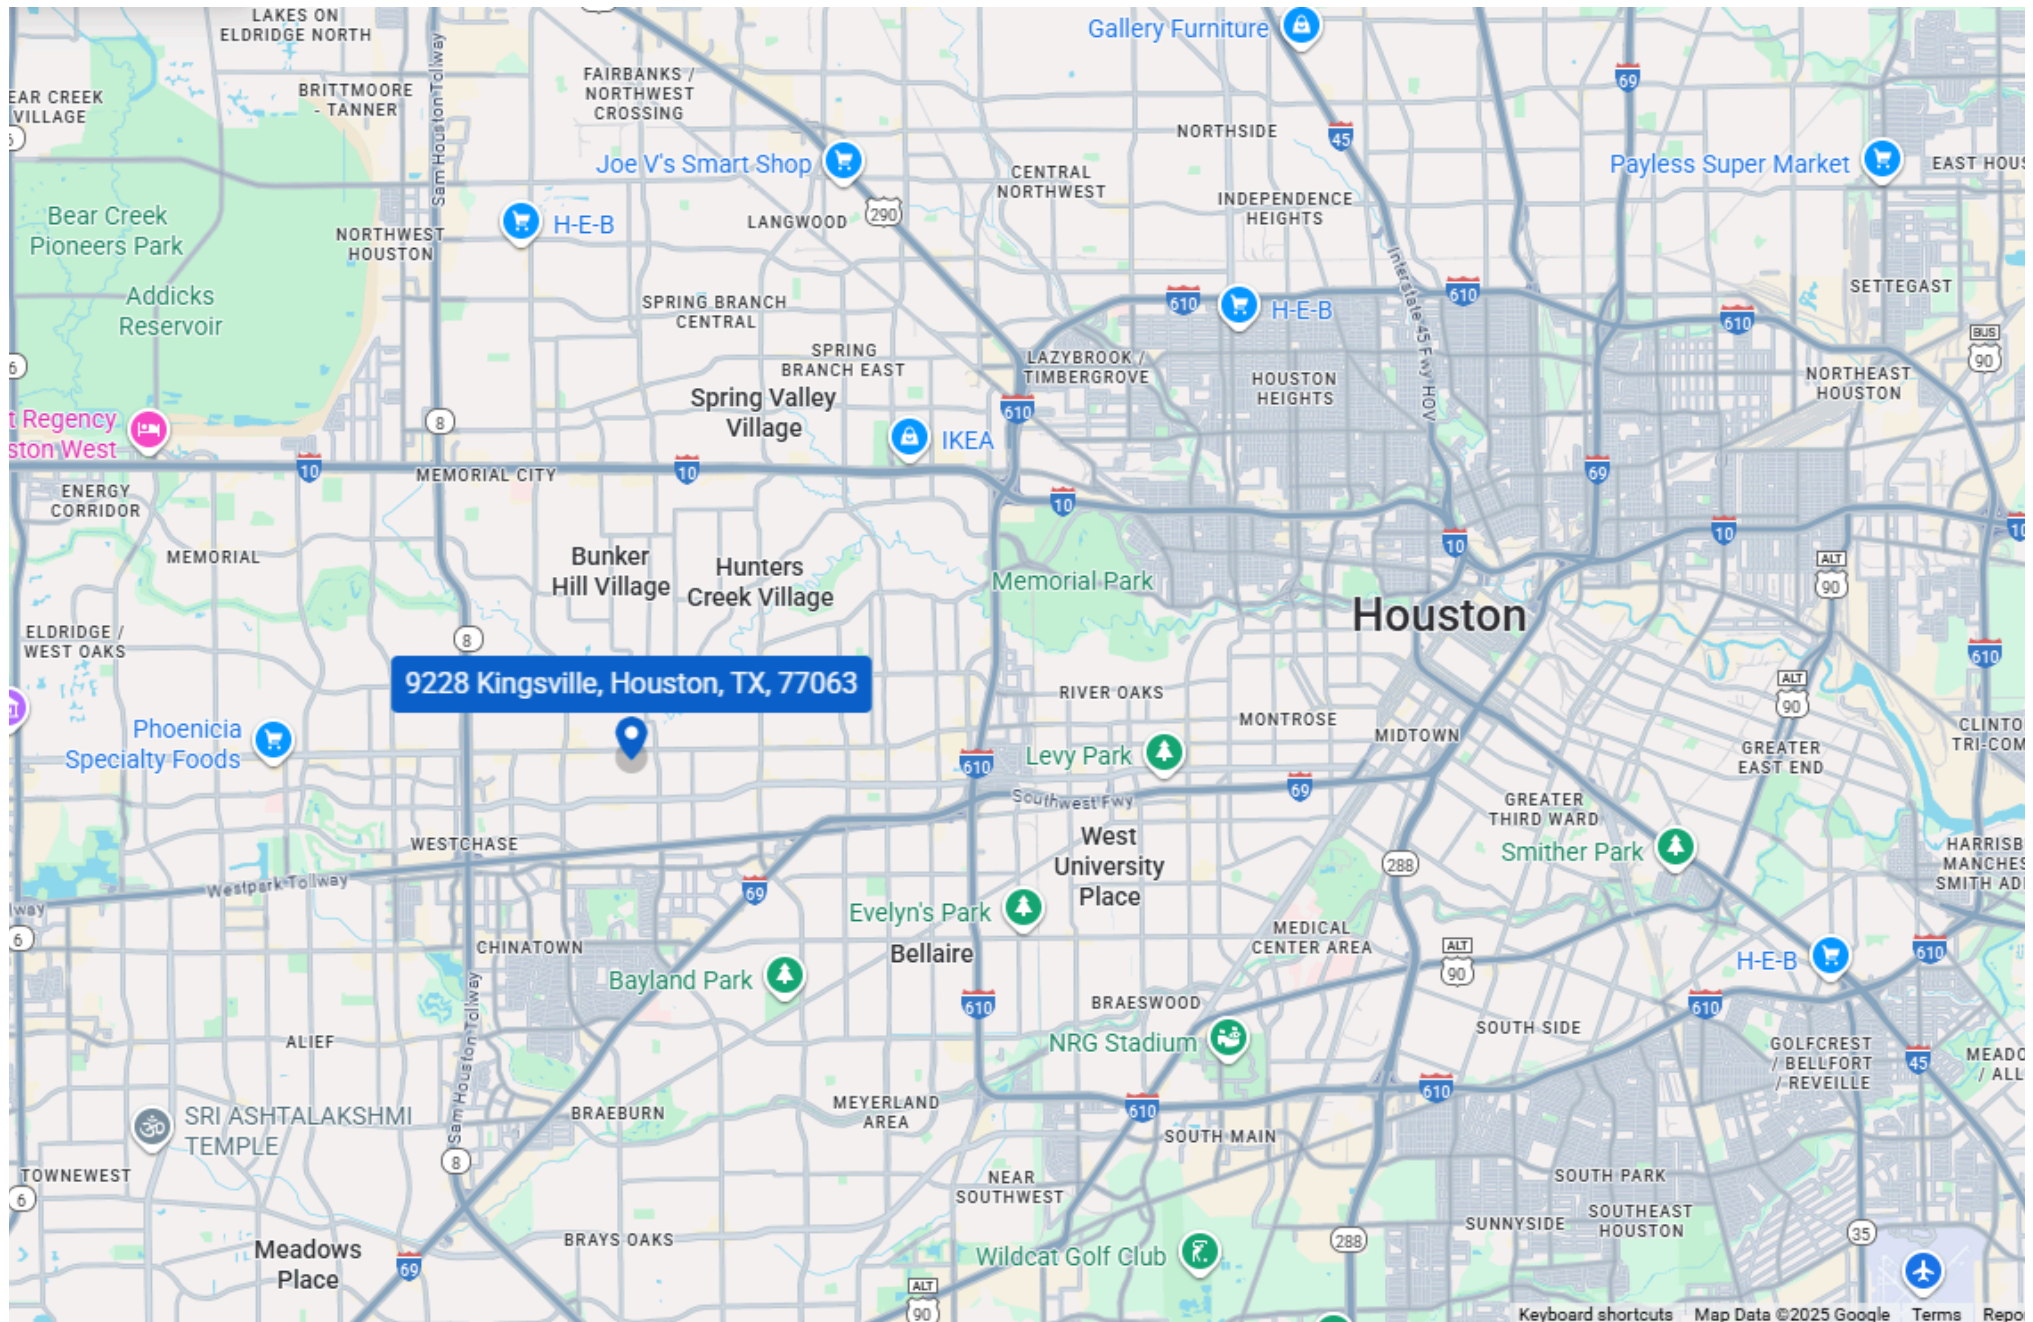 LAKES ON
ELDRIDGE NORTH
Gallery Furniture
Sam Houston Tollway
FAIRBANKS /
NORTHWEST
CROSSING
69
BRITTMOORE
- TANNER
EAR CREEK
VILLAGE
NORTHSIDE
45
6
Joe V's Smart Shop
Payless Super Market
EAST HOUS
CENTRAL
NORTHWEST
Bear Creek
Pioneers Park
H-E-B
LANGWOOD
290
INDEPENDENCE
HEIGHTS
NORTHWEST
HOUSTON
Interstate 45 Fwy HOV
Addicks
Reservoir
SPRING BRANCH
CENTRAL
610
H-E-B
610
610
SETTEGAST
BUS
90
6
SPRING
BRANCH EAST
LAZYBROOK /
TIMBERGROVE
HOUSTON
HEIGHTS
NORTHEAST
HOUSTON
Spring Valley
Village
610
t Regency
ston West
8
IKEA
10
MEMORIAL CITY
10
69
ENERGY
CORRIDOR
10
10
10
10
MEMORIAL
Bunker
Hill Village
Hunters
Creek Village
Memorial Park
ALT
90
Houston
ELDRIDGE /
WEST OAKS
8
610
9228 Kingsville, Houston, TX, 77063
RIVER OAKS
ALT
90
MONTROSE
MIDTOWN
Phoenicia
Specialty Foods
610
Levy Park
CLINTO
TRI-COM
GREATER
EAST END
Southwest Fwy
69
GREATER
THIRD WARD
WESTCHASE
West
University
Place
288
Smither Park
HARRISB
MANCHES
SMITH ADI
Westpark Tollway
lway
69
Evelyn's Park
6
CHINATOWN
Bellaire
MEDICAL
CENTER AREA
ALT
90
H-E-B
610
Bayland Park
610
BRAESWOOD
610
Sam Houston Tollway
ALIEF
NRG Stadium
SOUTH SIDE
GOLFCREST
/ BELLFORT
/ REVEILLE
45
MEADO
/ ALL
610
610
SRI ASHTALAKSHMI
TEMPLE
BRAEBURN
MEYERLAND
AREA
SOUTH MAIN
8
TOWNEWEST
6
NEAR
SOUTHWEST
SOUTH PARK
SUNNYSIDE
SOUTHEAST
HOUSTON
35
BRAYS OAKS
288
Meadows
Place
69
Wildcat Golf Club
ALT
90
Keyboard shortcuts
Map Data ©2025 Google
Terms
Repo